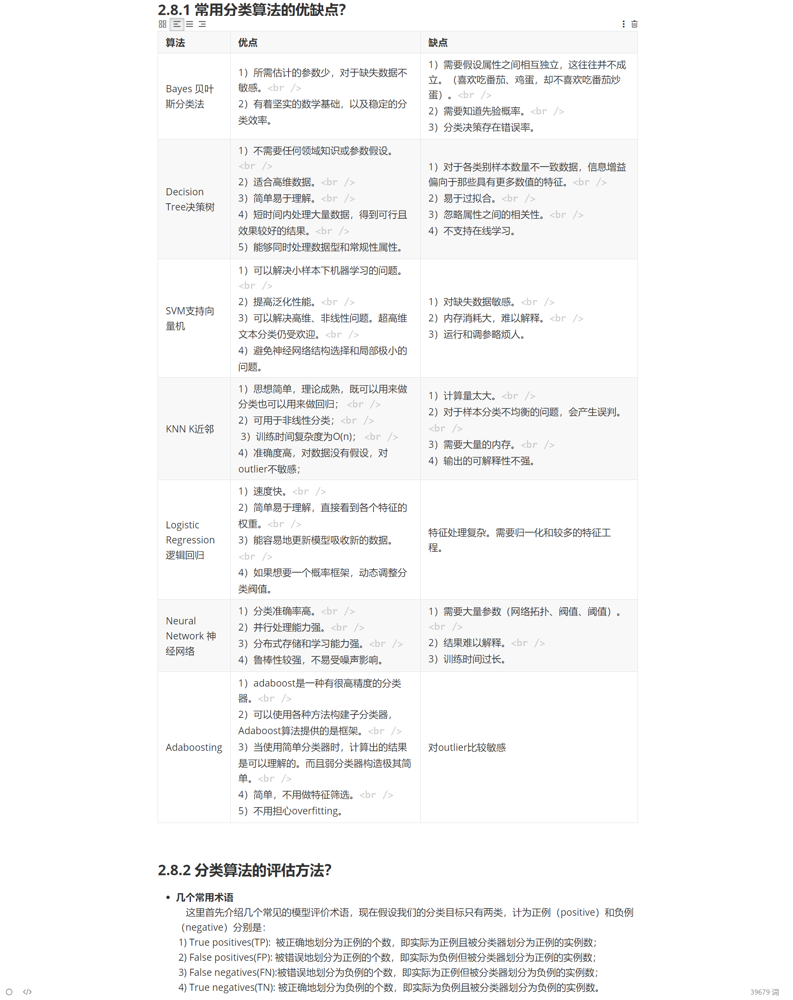 2.8.1 常用分类算法的优缺点?
算法
优点
缺点
Bayes 贝叶
斯分类法
1）所需估计的参数少，对于缺失数据不
敏感。<br />
2）有着坚实的数学基础，以及稳定的分
类效率。
1）需要假设属性之间相互独立，这往往并不成
立。（喜欢吃番茄、鸡蛋，却不喜欢吃番茄炒
蛋）。<br />
2）需要知道先验概率。<br />
3）分类决策存在错误率。
Decision
Tree决策树
1）不需要任何领域知识或参数假设。
<br />
2）适合高维数据。<br />
3）简单易于理解。<br />
4）短时间内处理大量数据，得到可行且
效果较好的结果。<br />
5）能够同时处理数据型和常规性属性。
1）对于各类别样本数量不一致数据，信息增益
偏向于那些具有更多数值的特征。<br />
2）易于过拟合。<br />
3）忽略属性之间的相关性。<br />
4）不支持在线学习。
SVM支持向
量机
1）可以解决小样本下机器学习的问题。
<br />
2）提高泛化性能。<br />
3）可以解决高维、非线性问题。超高维
文本分类仍受欢迎。<br />
4）避免神经网络结构选择和局部极小的
问题。
1）对缺失数据敏感。<br />
2）内存消耗大，难以解释。<br />
3）运行和调参略烦人。
KNN K近邻
1）思想简单，理论成熟，既可以用来做
分类也可以用来做回归； <br />
2）可用于非线性分类；<br />
3）训练时间复杂度为O(n)； <br />
4）准确度高，对数据没有假设，对
outlier不敏感；
1）计算量太大。<br />
2）对于样本分类不均衡的问题，会产生误判。
<br />
3）需要大量的内存。<br />
4）输出的可解释性不强。
Logistic
Regression
逻辑回归
1）速度快。<br />
2）简单易于理解，直接看到各个特征的
权重。<br />
3）能容易地更新模型吸收新的数据。
<br />
4）如果想要一个概率框架，动态调整分
类阀值。
特征处理复杂。需要归一化和较多的特征工
程。
Neural
Network 神
经网络
1）分类准确率高。<br />
2）并行处理能力强。<br />
3）分布式存储和学习能力强。<br />
4）鲁棒性较强，不易受噪声影响。
1）需要大量参数（网络拓扑、阀值、阈值）。
<br />
2）结果难以解释。<br />
3）训练时间过长。
Adaboosting
1）adaboost是一种有很高精度的分类
器。<br />
2）可以使用各种方法构建子分类器，
Adaboost算法提供的是框架。<br />
3）当使用简单分类器时，计算出的结果
是可以理解的。而且弱分类器构造极其简
单。<br />
4）简单，不用做特征筛选。<br />
5）不用担心overfitting。
对outlier比较敏感
2.8.2 分类算法的评估方法?
• 几个常用术语
这里首先介绍几个常见的模型评价术语，现在假设我们的分类目标只有两类，计为正例（positive）和负例
（negative）分别是：
1) True positives(TP): 被正确地划分为正例的个数，即实际为正例且被分类器划分为正例的实例数；
2) False positives(FP): 被错误地划分为正例的个数，即实际为负例但被分类器划分为正例的实例数；
3) False negatives(FN):被错误地划分为负例的个数，即实际为正例但被分类器划分为负例的实例数；
4) True negatives(TN): 被正确地划分为负例的个数，即实际为负例且被分类器划分为负例的实例数。
</> 39679 词